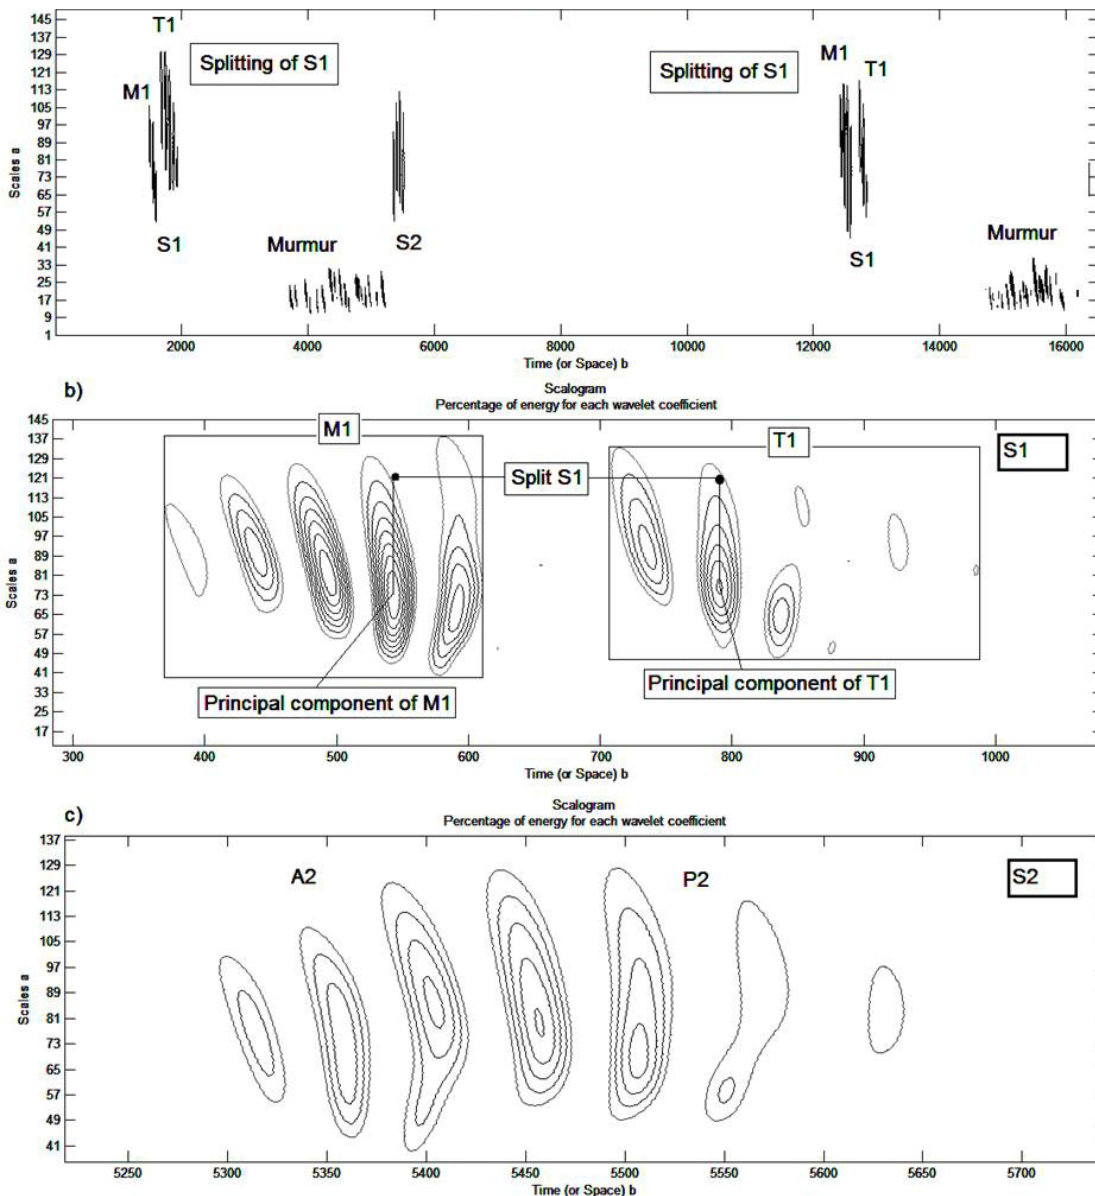 145
137
129
121
113
105
97
89
81
73
65
57
49
41
33
25
17
9
1
Scales a
T1
M1
Splitting of S1
Splitting of S1
M1
T1
S1
Murmur
S2
S1
Murmur
2000 4000 6000 8000 10000 12000 14000 16000
Time (or Space) b
b)
Scalogram
Percentage of energy for each wavelet coefficient
145
137
129
121
113
105
97
89
81
73
65
57
49
41
33
25
17
Scales a
M1
T1
S1
Split S1
Principal component of M1
Principal component of T1
300 400 500 600 700 800 900 1000
Time (or Space) b
c)
Scalogram
Percentage of energy for each wavelet coefficient
137
129
121
113
105
97
89
81
73
65
57
49
41
Scales a
A2
P2
S2
5250 5300 5350 5400 5450 5500 5550 5600 5650 5700
Time (or Space) b